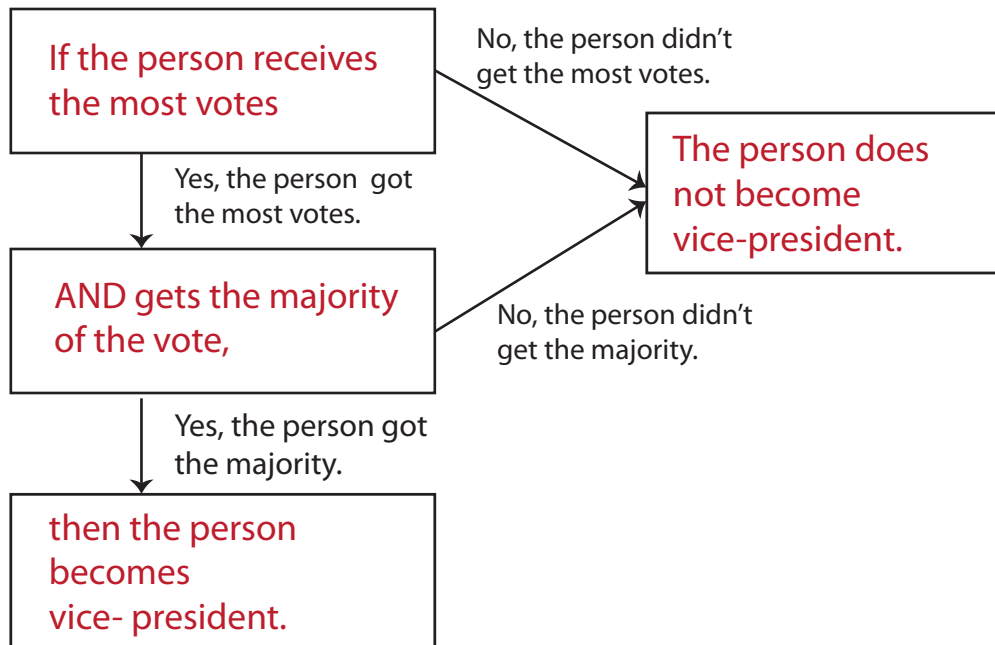 If the person receives
the most votes
No, the person didn't
get the most votes.
The person does
not become
vice-president.
Yes, the person got
the most votes.
AND gets the majority
of the vote,
No, the person didn't
get the majority.
Yes, the person got
the majority.
then the person
becomes
vice- president.